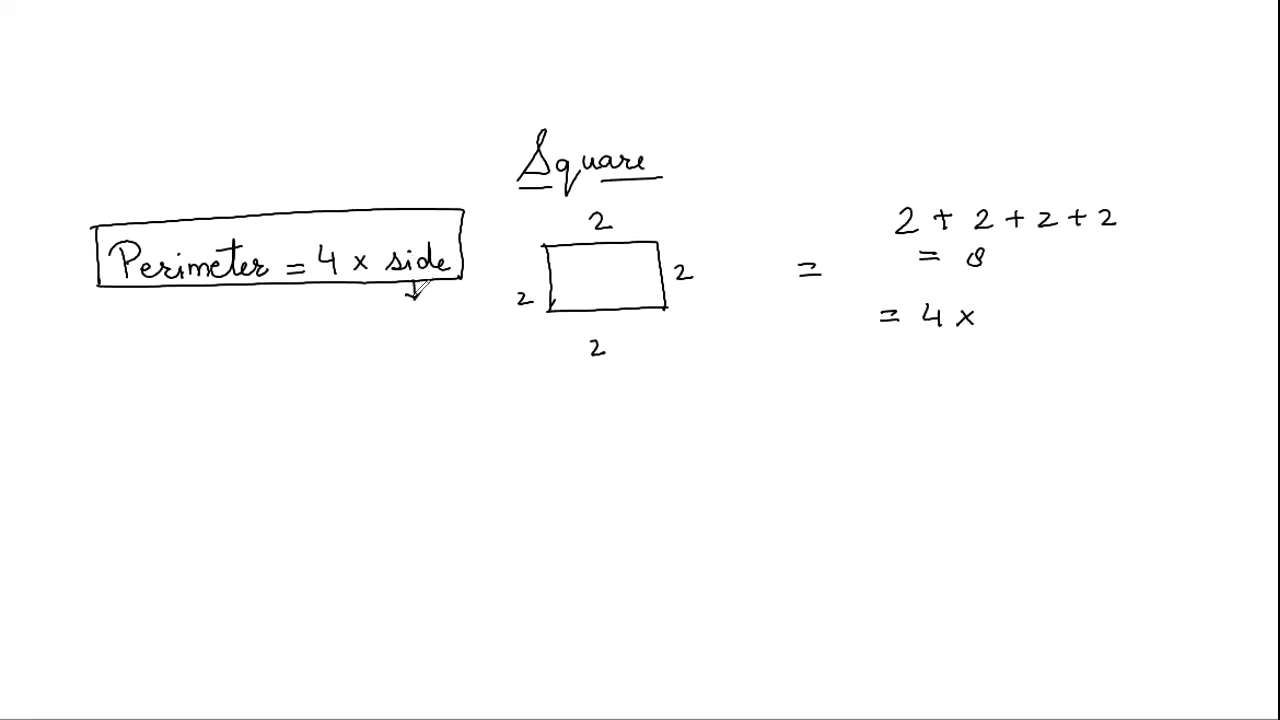 Square
Perimeter = 4 x side
2
2
2
2
=
2 + 2 + 2 + 2
= 8
= 4 x